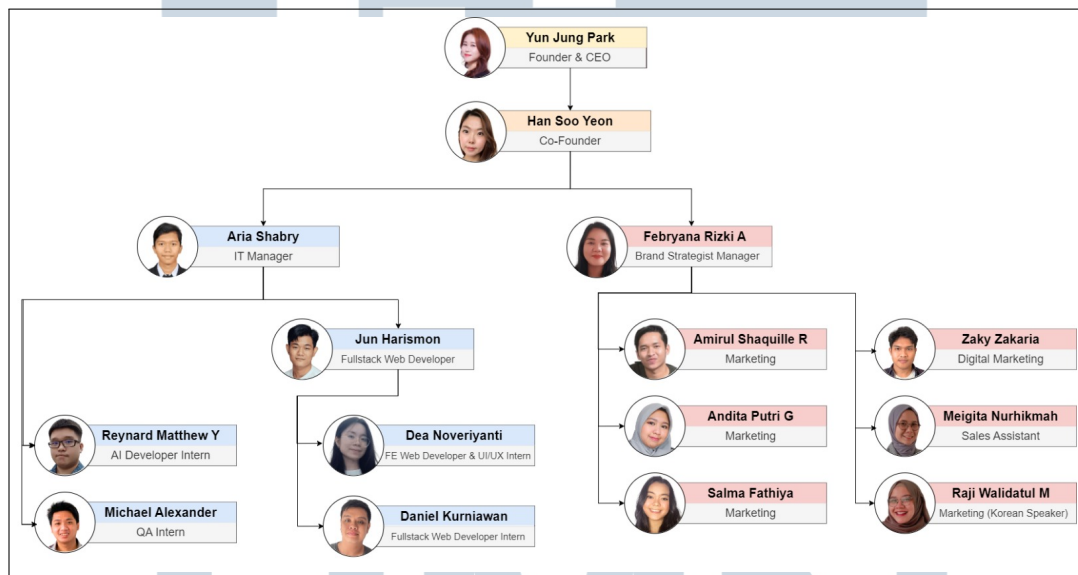 Yun Jung Park
Founder & CEO
Han Soo Yeon
Co-Founder
Aria Shabry
IT Manager
Febryana Rizki A
Brand Strategist Manager
Jun Harismon
Fullstack Web Developer
Amirul Shaquille R
Marketing
Zaky Zakaria
Digital Marketing
Reynard Matthew Y
AI Developer Intern
Dea Noveriyanti
FE Web Developer & UI/UX Intern
Andita Putri G
Marketing
Meigita Nurhikmah
Sales Assistant
Michael Alexander
QA Intern
Daniel Kurniawan
Fullstack Web Developer Intern
Salma Fathiya
Marketing
Raji Walidatul M
Marketing (Korean Speaker)